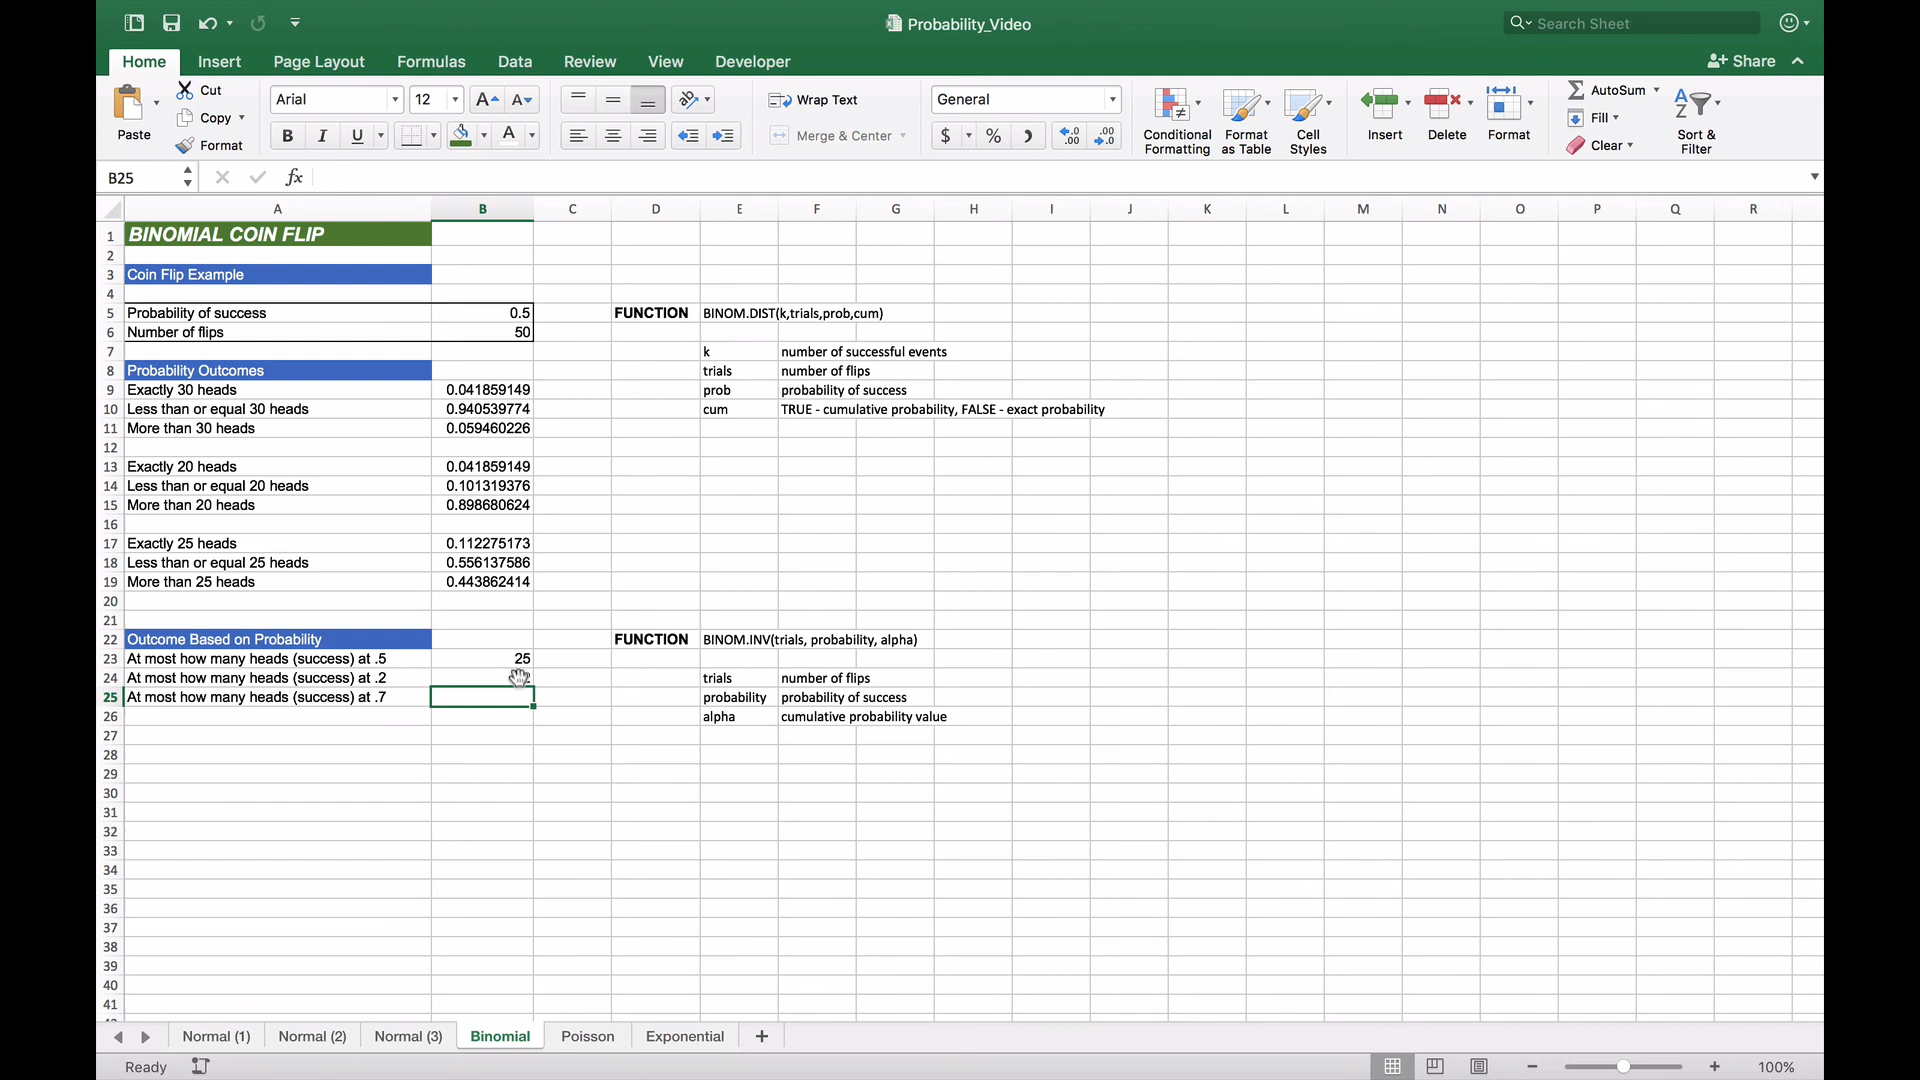 Probability_Video
Search Sheet
Home Insert Page Layout Formulas Data Review View Developer
Share
Paste
Cut
Copy
Format
Arial 12
B I U
A
Wrap Text
Merge & Center
General
$ %
Conditional Formatting
Format as Table
Cell Styles
Insert
Delete
Format
AutoSum
Fill
Clear
Sort & Filter
B25 fx
A B C D E F G H I J K L M N O P Q R
1 BINOMIAL COIN FLIP
2
3 Coin Flip Example
4
5 Probability of success 0.5 FUNCTION BINOM.DIST(k,trials,prob,cum)
6 Number of flips 50
7 k number of successful events
8 Probability Outcomes trials number of flips
9 Exactly 30 heads 0.041859149 prob probability of success
10 Less than or equal 30 heads 0.940539774 cum TRUE - cumulative probability, FALSE - exact probability
11 More than 30 heads 0.059460226
12
13 Exactly 20 heads 0.041859149
14 Less than or equal 20 heads 0.101319376
15 More than 20 heads 0.898680624
16
17 Exactly 25 heads 0.112275173
18 Less than or equal 25 heads 0.556137586
19 More than 25 heads 0.443862414
20
21
22 Outcome Based on Probability FUNCTION BINOM.INV(trials, probability, alpha)
23 At most how many heads (success) at .5 25
24 At most how many heads (success) at .2 trials number of flips
25 At most how many heads (success) at .7 probability probability of success
26 alpha cumulative probability value
27
28
29
30
31
32
33
34
35
36
37
38
39
40
41
Normal (1) Normal (2) Normal (3) Binomial Poisson Exponential +
Ready 100%